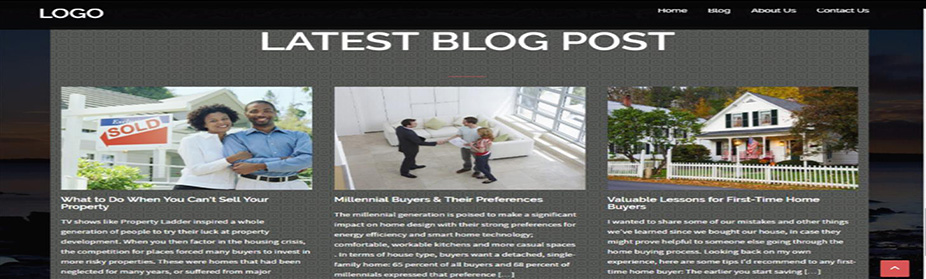 LOGO
Home Blog About Us Contact Us
LATEST BLOG POST
SOLD
What to Do When You Can't Sell Your
Property
TV shows like Property Ladder inspired a whole
generation of people to try their luck at property
development. When you then factor in the housing crisis,
the competition for places forced many buyers to invest in
more risky properties. These were homes that had been
neglected for many years, or suffered from major
Millennial Buyers & Their Preferences
The millennial generation is poised to make a significant
impact on home design with their strong preferences for
energy efficiency and smart home technology;
comfortable, workable kitchens and more casual spaces
. In terms of house type, buyers want a detached, single-
family home: 65 percent of all buyers and 68 percent of
millennials expressed that preference [...]
Valuable Lessons for First-Time Home
Buyers
I wanted to share some of our mistakes and other things
we've learned since we bought our house, in case they
might prove helpful to someone else going through the
home buying process. Looking back on my own
experience, here are some tips I'd recommend to any first-
time home buyer: The earlier you start saving [...]